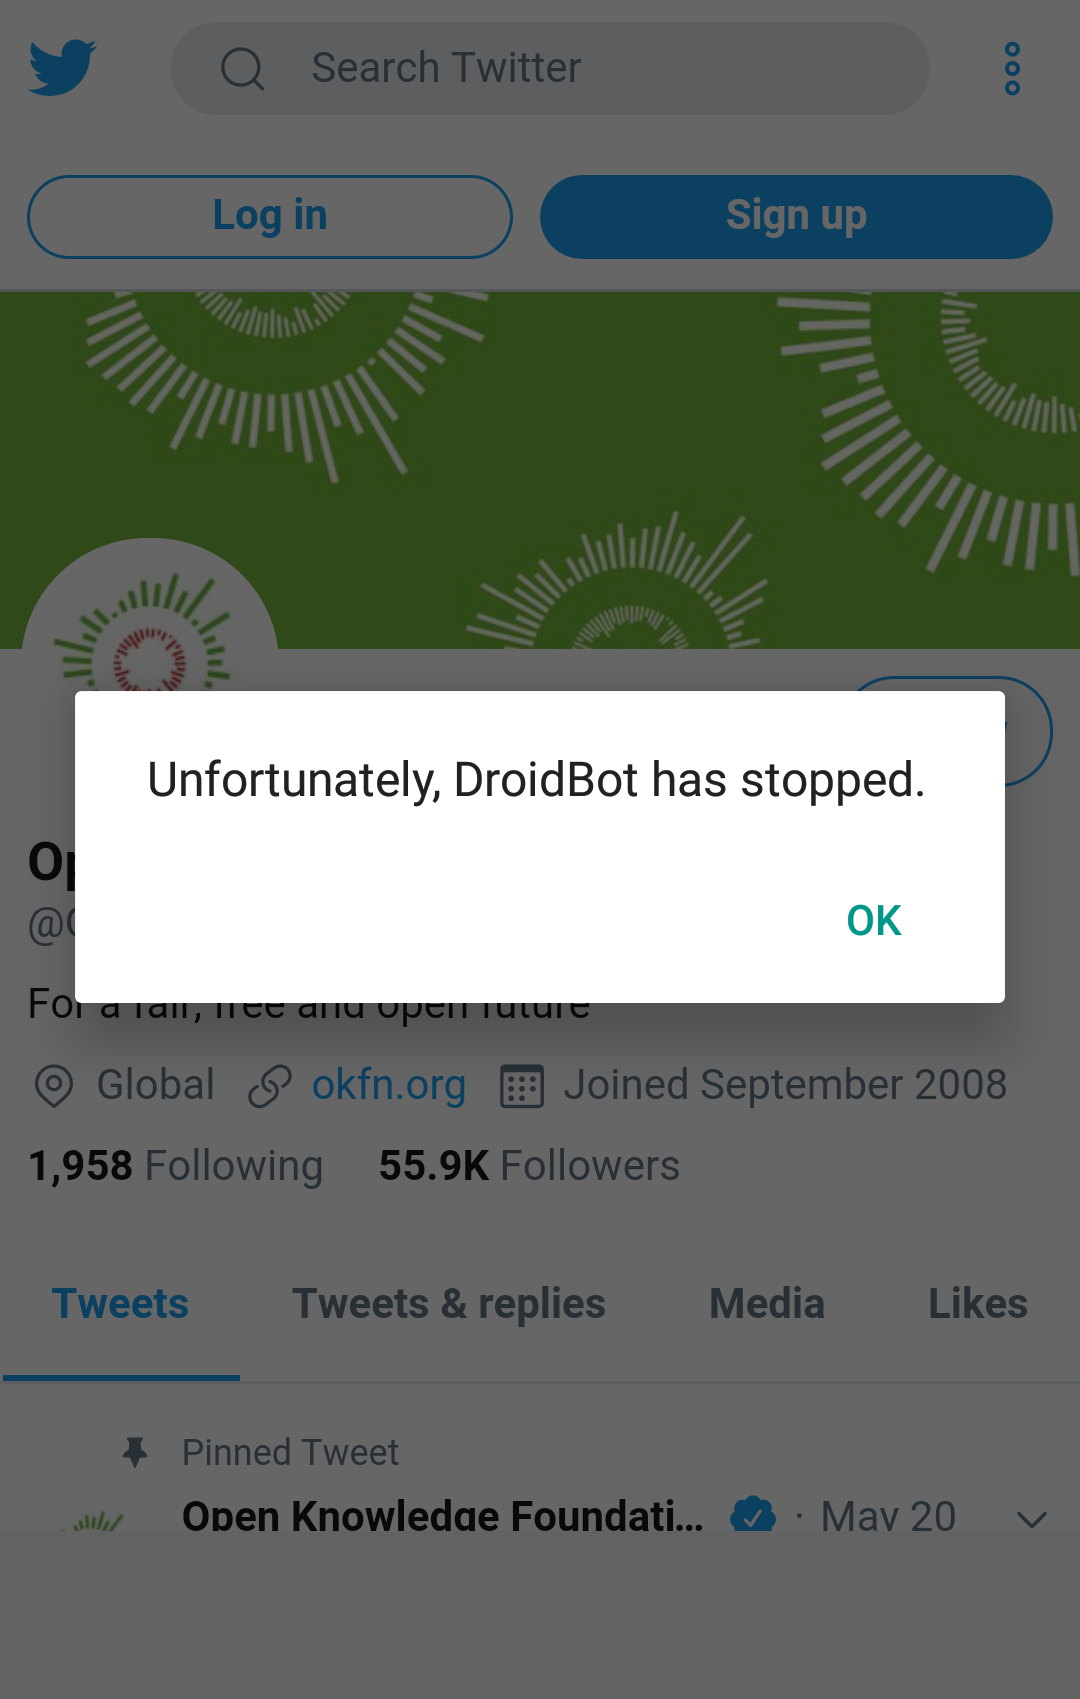 Search Twitter
Log in
Sign up
Unfortunately, DroidBot has stopped.
OK
For a fair, free and open future
Global okfn.org Joined September 2008
1,958 Following 55.9K Followers
Tweets Tweets & replies Media Likes
Pinned Tweet
Open Knowledge Foundati... · May 20